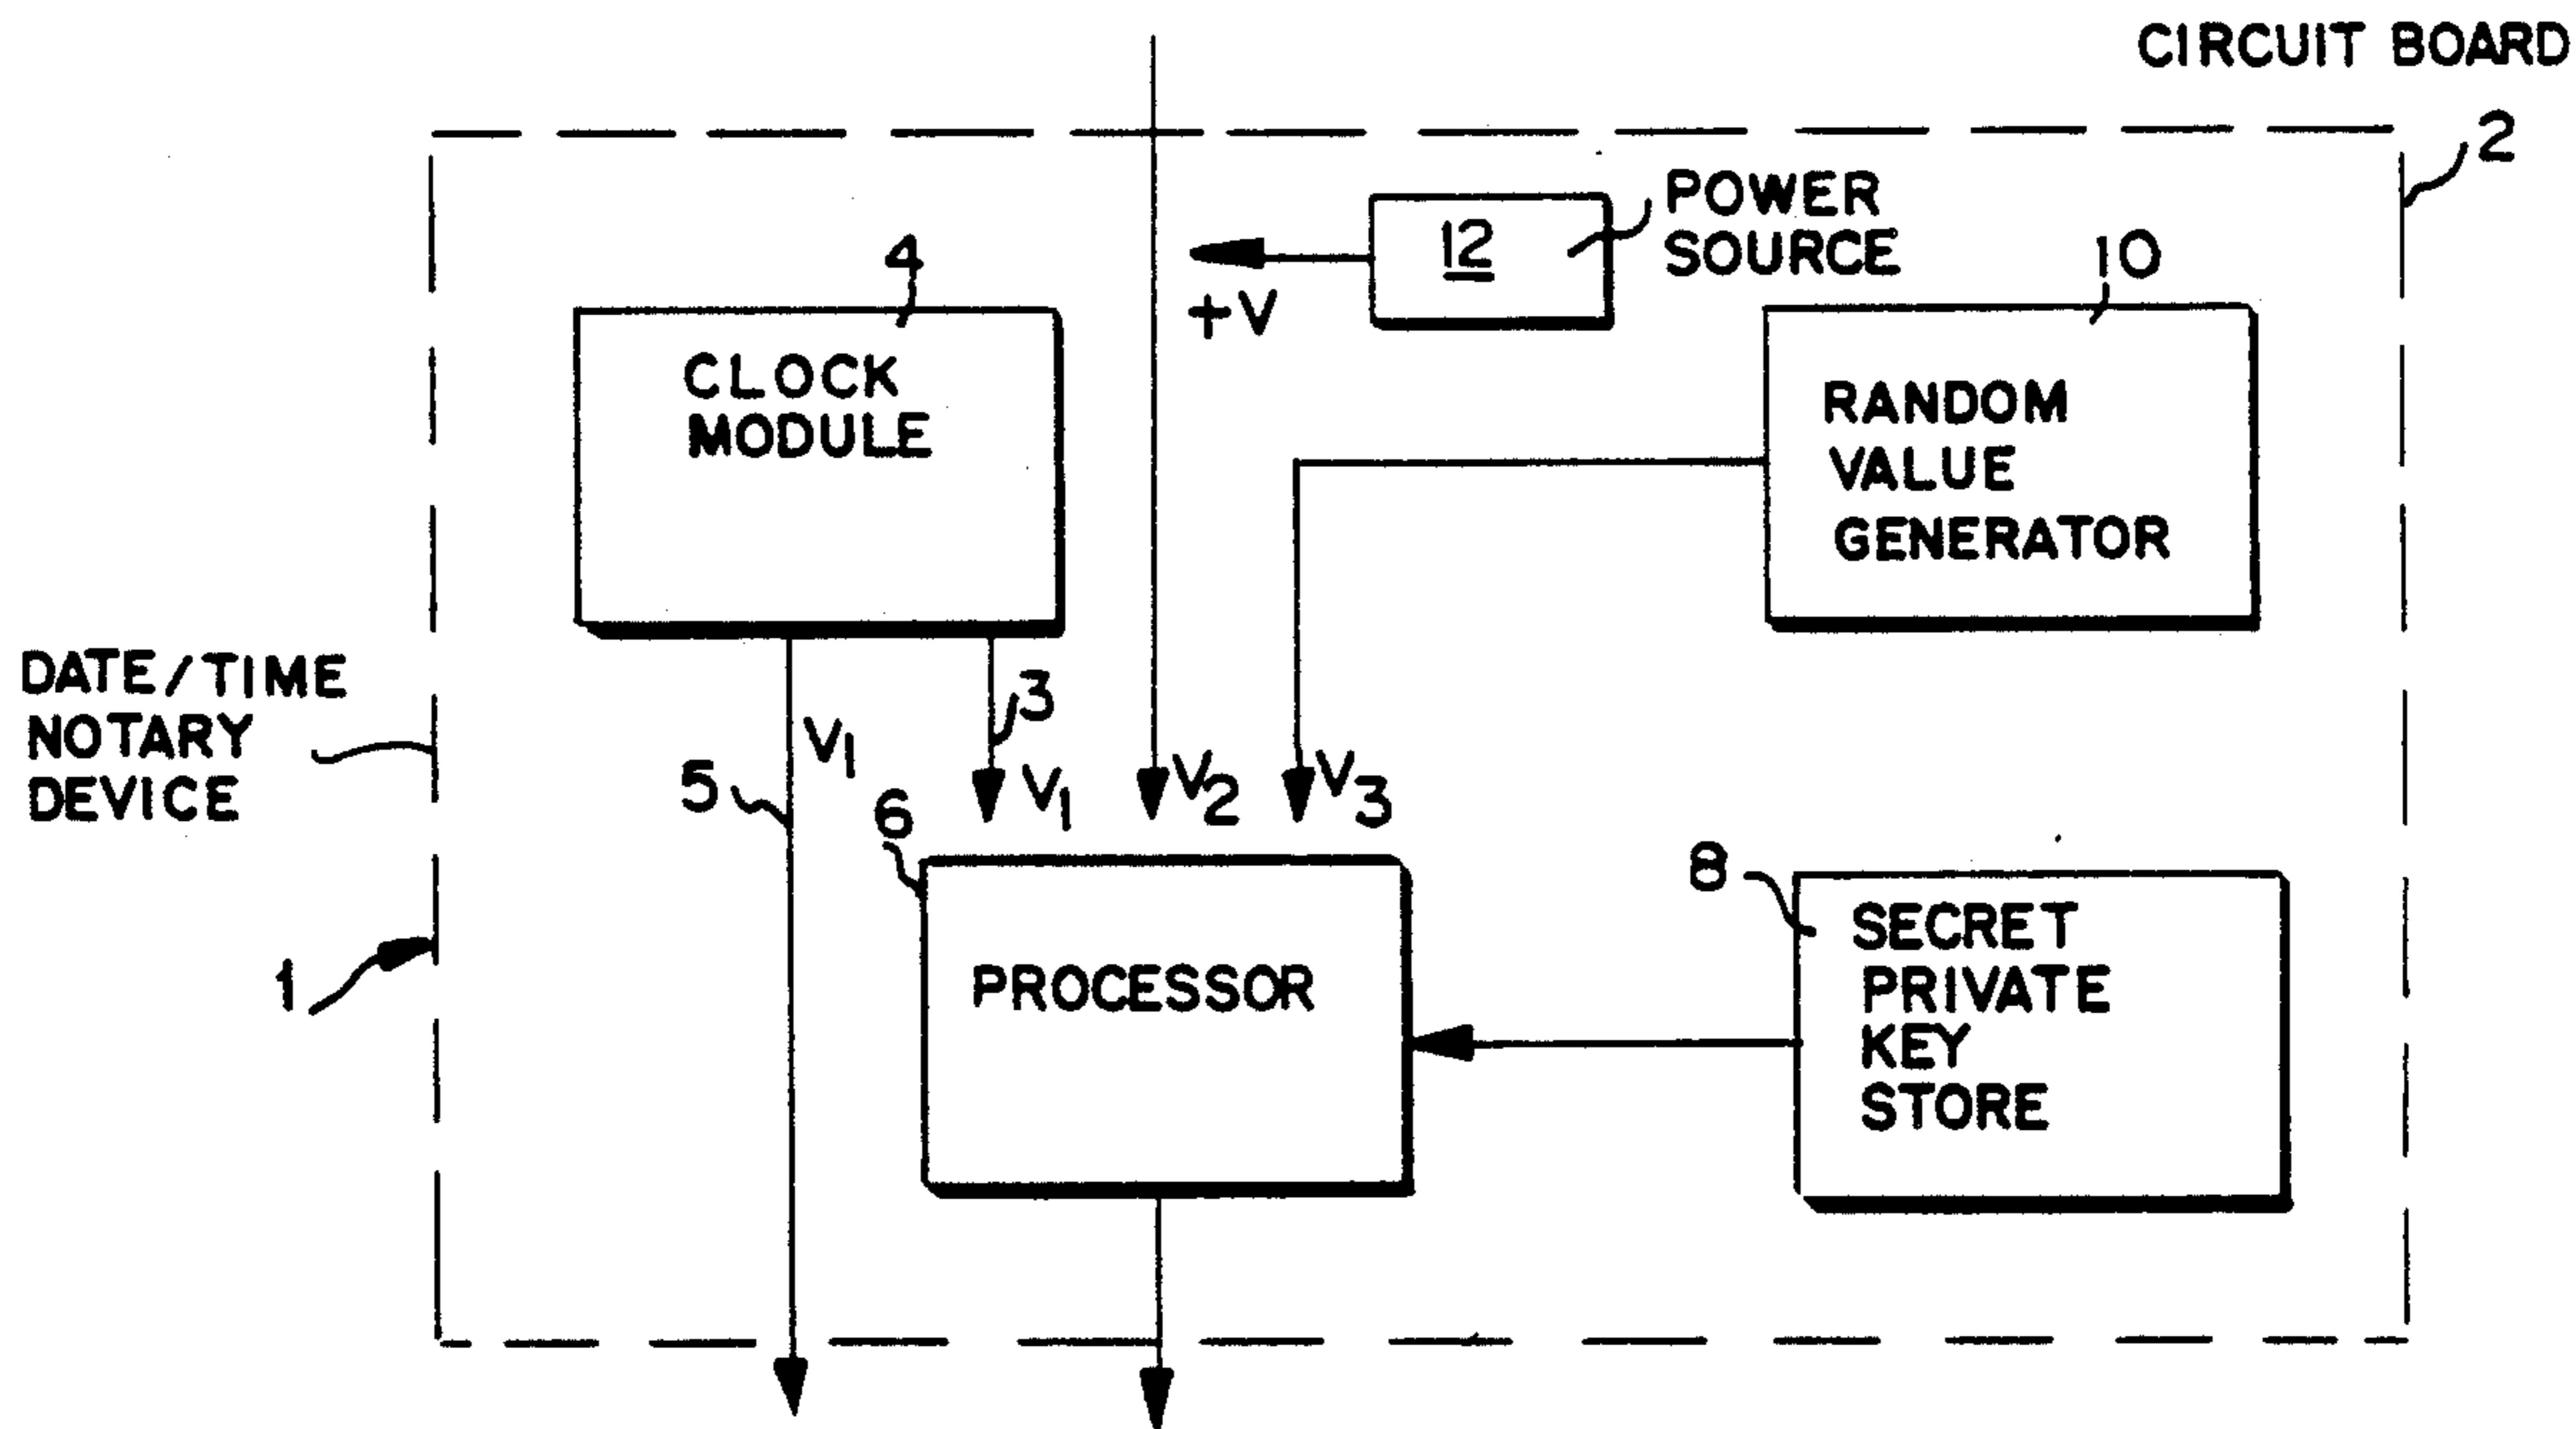 CIRCUIT BOARD
2
POWER
SOURCE
12
+V
4
CLOCK
MODULE
10
RANDOM
VALUE
GENERATOR
DATE/TIME
NOTARY
DEVICE
1
3
5
V1
V1
V2
V3
6
PROCESSOR
8
SECRET
PRIVATE
KEY
STORE